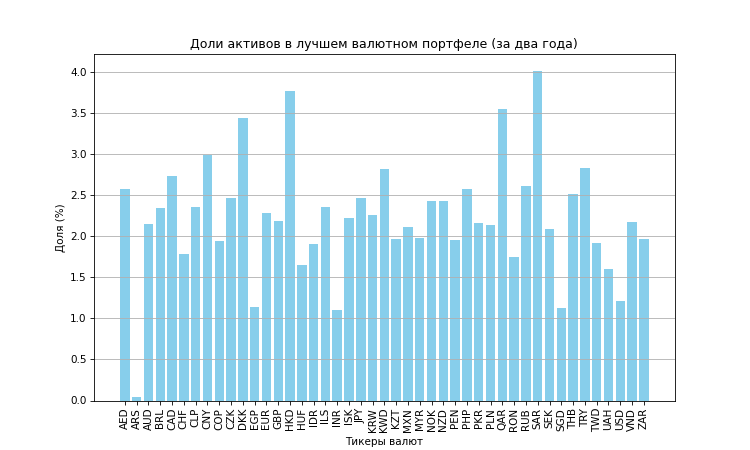 Доли активов в лучшем валютном портфеле (за два года)
4.0
3.5
3.0
2.5
2.0
1.5
1.0
0.5
0.0
Доля (%)
AED ARS AUD BRL CAD CHF CLP CNY COP CZK DKK EGP EUR GBP HKD HUF IDR ILS INR ISK JPY KRW KWD KZT MXN MYR NOK NZD PEN PHP PKR PLN QAR RON RUB SAR SEK SGD THB TRY TWD UAH USD VND ZAR
Тикеры валют